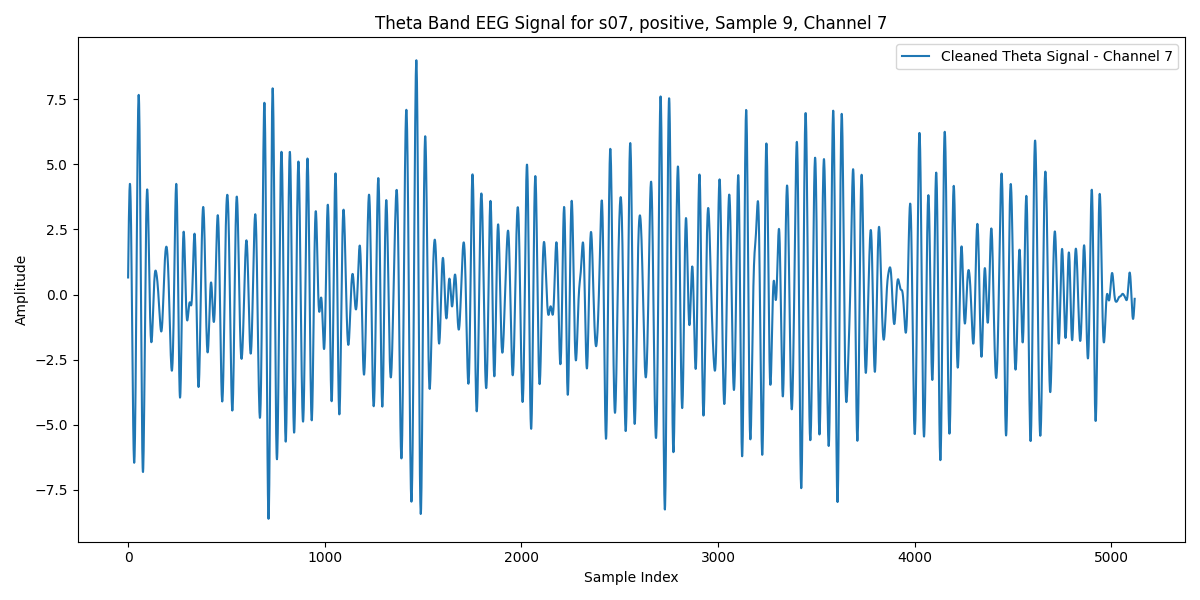 Theta Band EEG Signal for s07, positive, Sample 9, Channel 7
Cleaned Theta Signal - Channel 7
Amplitude
7.5
5.0
2.5
0.0
−2.5
−5.0
−7.5
0 1000 2000 3000 4000 5000
Sample Index